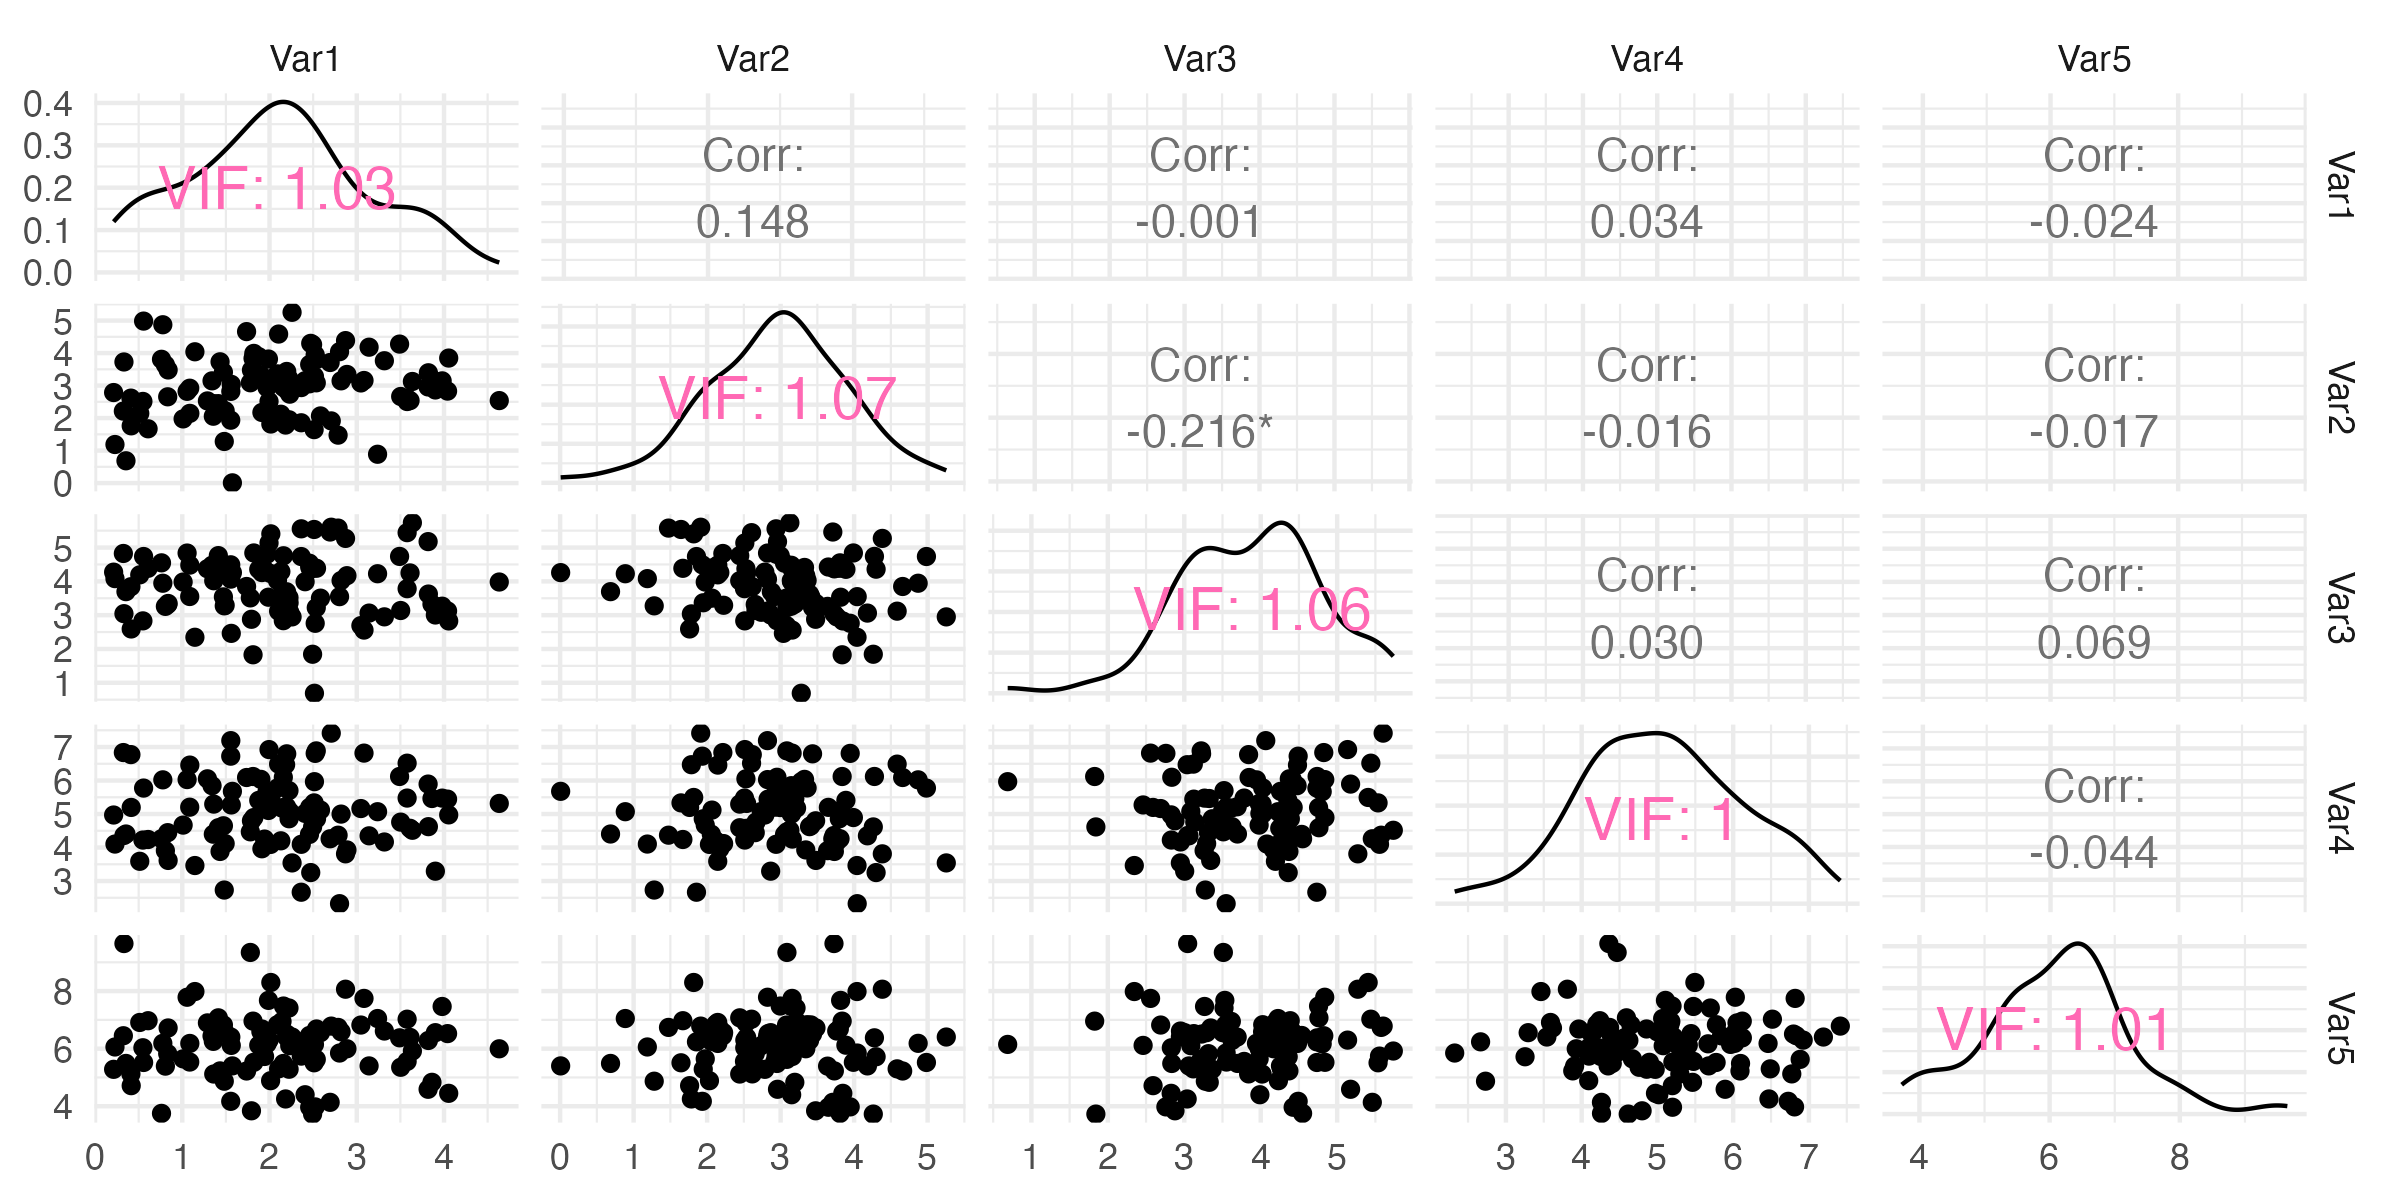 Var1 Var2 Var3 Var4 Var5
0.4
0.3
0.2
0.1
0.0
VIF: 1.03
Corr:
0.148
Corr:
-0.001
Corr:
0.034
Corr:
-0.024
Var1
5
4
3
2
1
0
VIF: 1.07
Corr:
-0.216*
Corr:
-0.016
Corr:
-0.017
Var2
5
4
3
2
1
VIF: 1.06
Corr:
0.030
Corr:
0.069
Var3
7
6
5
4
3
VIF: 1
Corr:
-0.044
Var4
8
6
4
VIF: 1.01
Var5
0 1 2 3 4 0 1 2 3 4 5 1 2 3 4 5 3 4 5 6 7 4 6 8